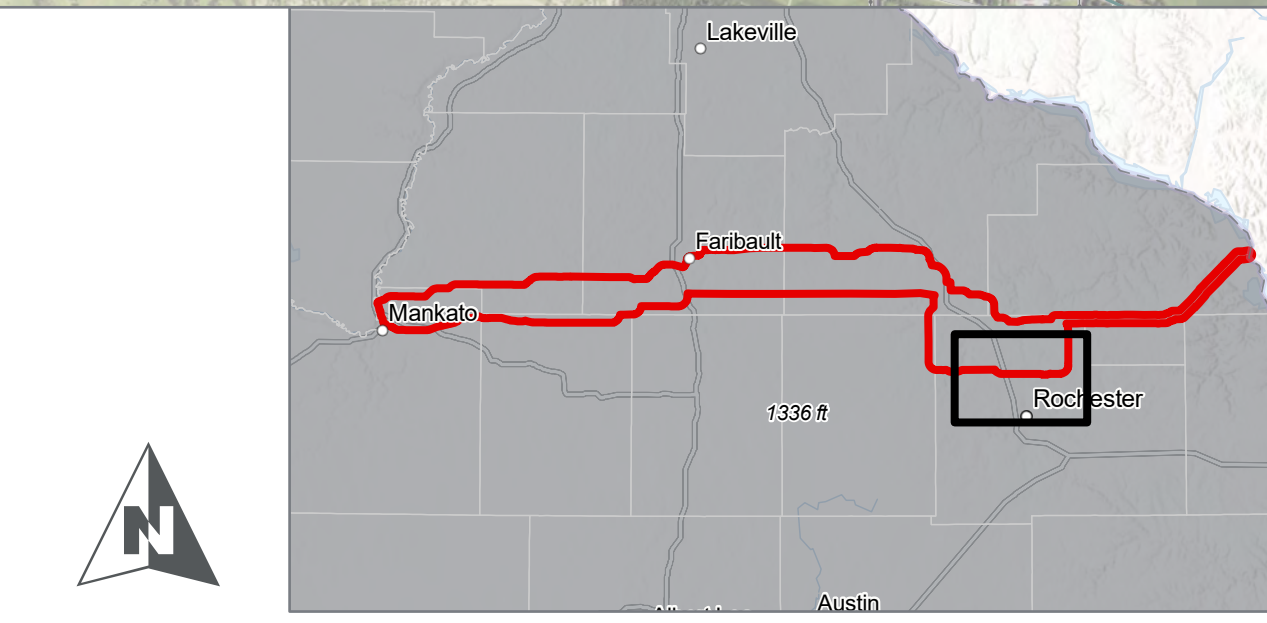 Lakeville
Faribault
Mankato
Rochester
1336 ft
N
Austin